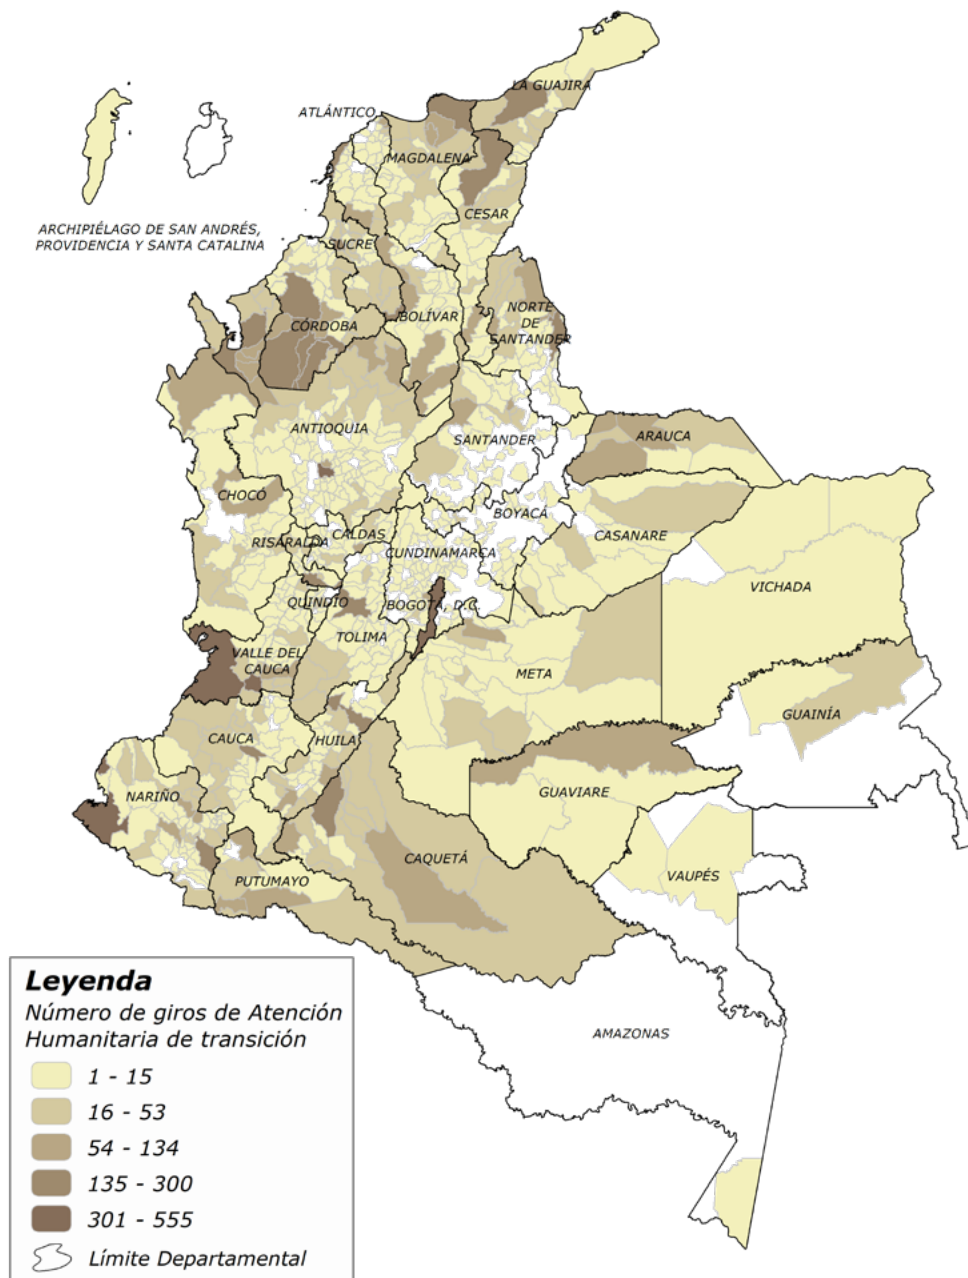 LA GUAJIRA
ATLÁNTICO
MAGDALENA
CESAR
ARCHIPIÉLAGO DE SAN ANDRÉS,
PROVIDENCIA Y SANTA CATALINA
SUCRE
BOLÍVAR
NORTE
DE
SANTANDER
CÓRDOBA
ANTIOQUIA
SANTANDER
ARAUCA
CHOCÓ
BOYACÁ
CASANARE
RISARALDA
CALDAS
CUNDINAMARCA
VICHADA
QUINDÍO
BOGOTÁ, D.C.
TOLIMA
VALLE DEL
CAUCA
META
GUAINÍA
CAUCA
HUILA
NARIÑO
GUAVIARE
CAQUETÁ
VAUPÉS
PUTUMAYO
AMAZONAS
Leyenda
Número de giros de Atención
Humanitaria de transición
1 - 15
16 - 53
54 - 134
135 - 300
301 - 555
Límite Departamental